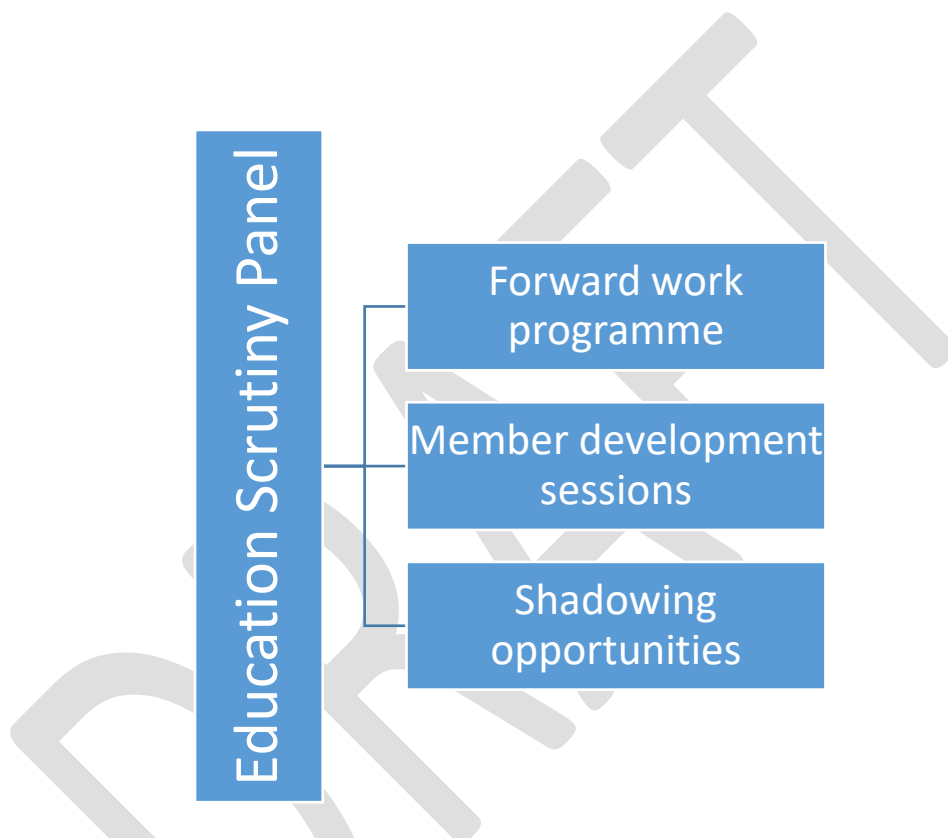 Education Scrutiny Panel
Forward work
programme
Member development
sessions
Shadowing
opportunities
DRAFT